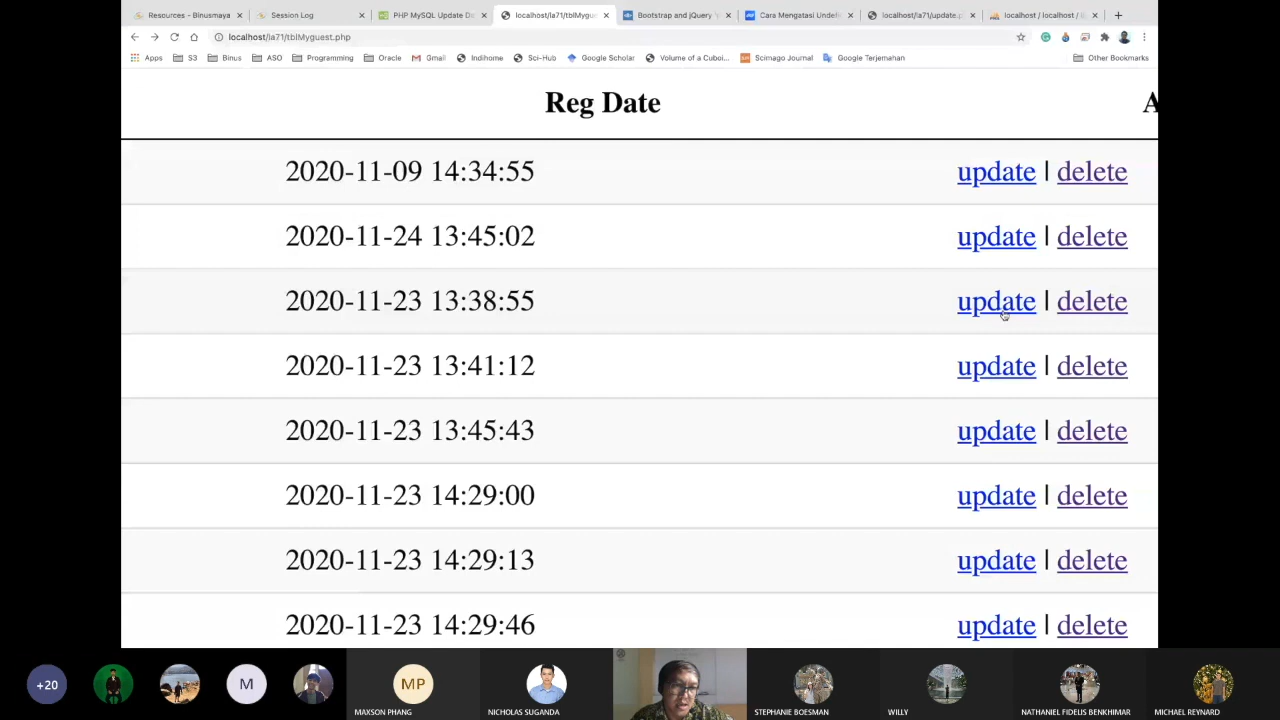 Resources - Binusmaya
Session Log
PHP MySQL Update Da
localhost/la71/tblMygues
Bootstrap and jQuery
Cara Mengatasi Undefi
localhost/la71/update.p
localhost / localhost /
localhost/la71/tblMyguest.php
Apps S3 Binus ASO Programming Oracle Gmail Indihome Sci-Hub Google Scholar Volume of a Cuboi... Scimago Journal Google Terjemahan Other Bookmarks
Reg Date A
2020-11-09 14:34:55 update | delete
2020-11-24 13:45:02 update | delete
2020-11-23 13:38:55 update | delete
2020-11-23 13:41:12 update | delete
2020-11-23 13:45:43 update | delete
2020-11-23 14:29:00 update | delete
2020-11-23 14:29:13 update | delete
2020-11-23 14:29:46 update | delete
+20 M MP
MAXSON PHANG NICHOLAS SUGANDA STEPHANIE BOESMAN WILLY NATHANIEL FIDELIS BENKHIMAR MICHAEL REYNARD